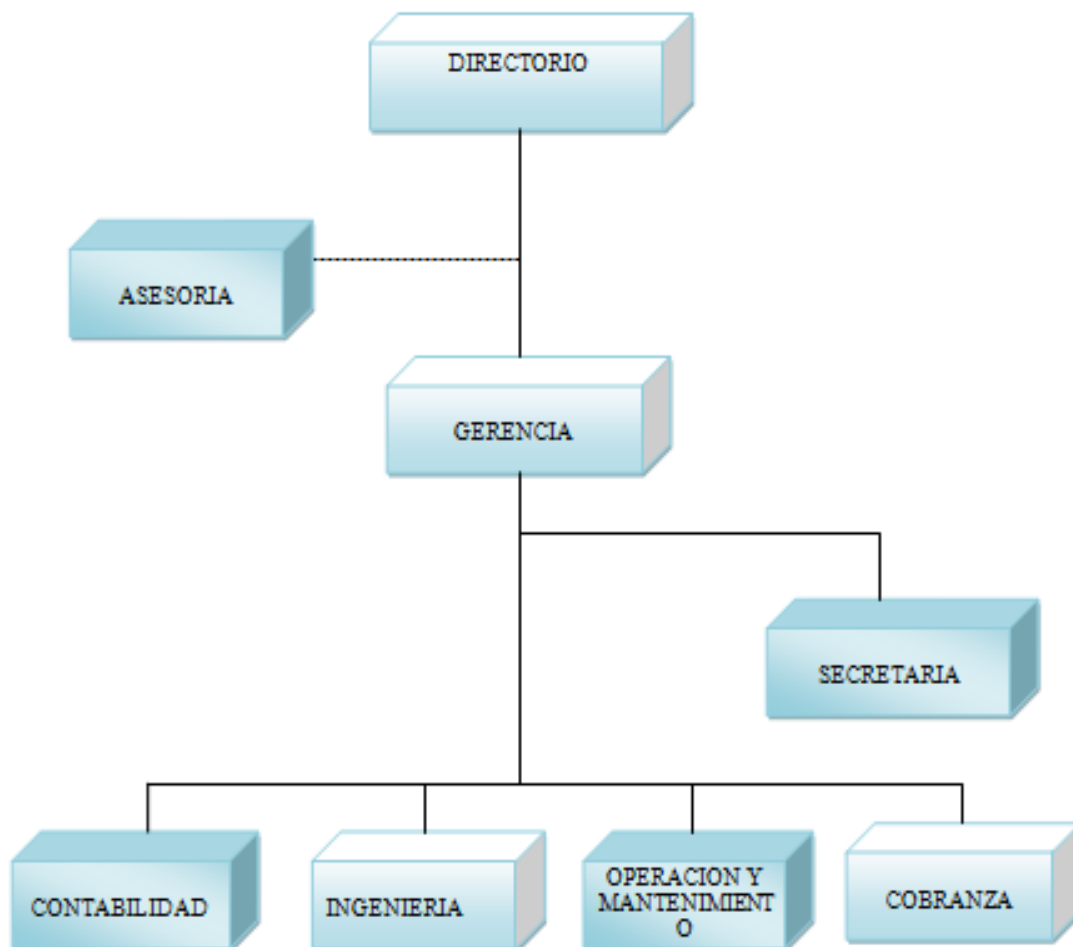 DIRECTORIO
ASESORIA
GERENCIA
SECRETARIA
CONTABILIDAD
INGENIERIA
OPERACION Y
MANTENIMIENT
O
COBRANZA